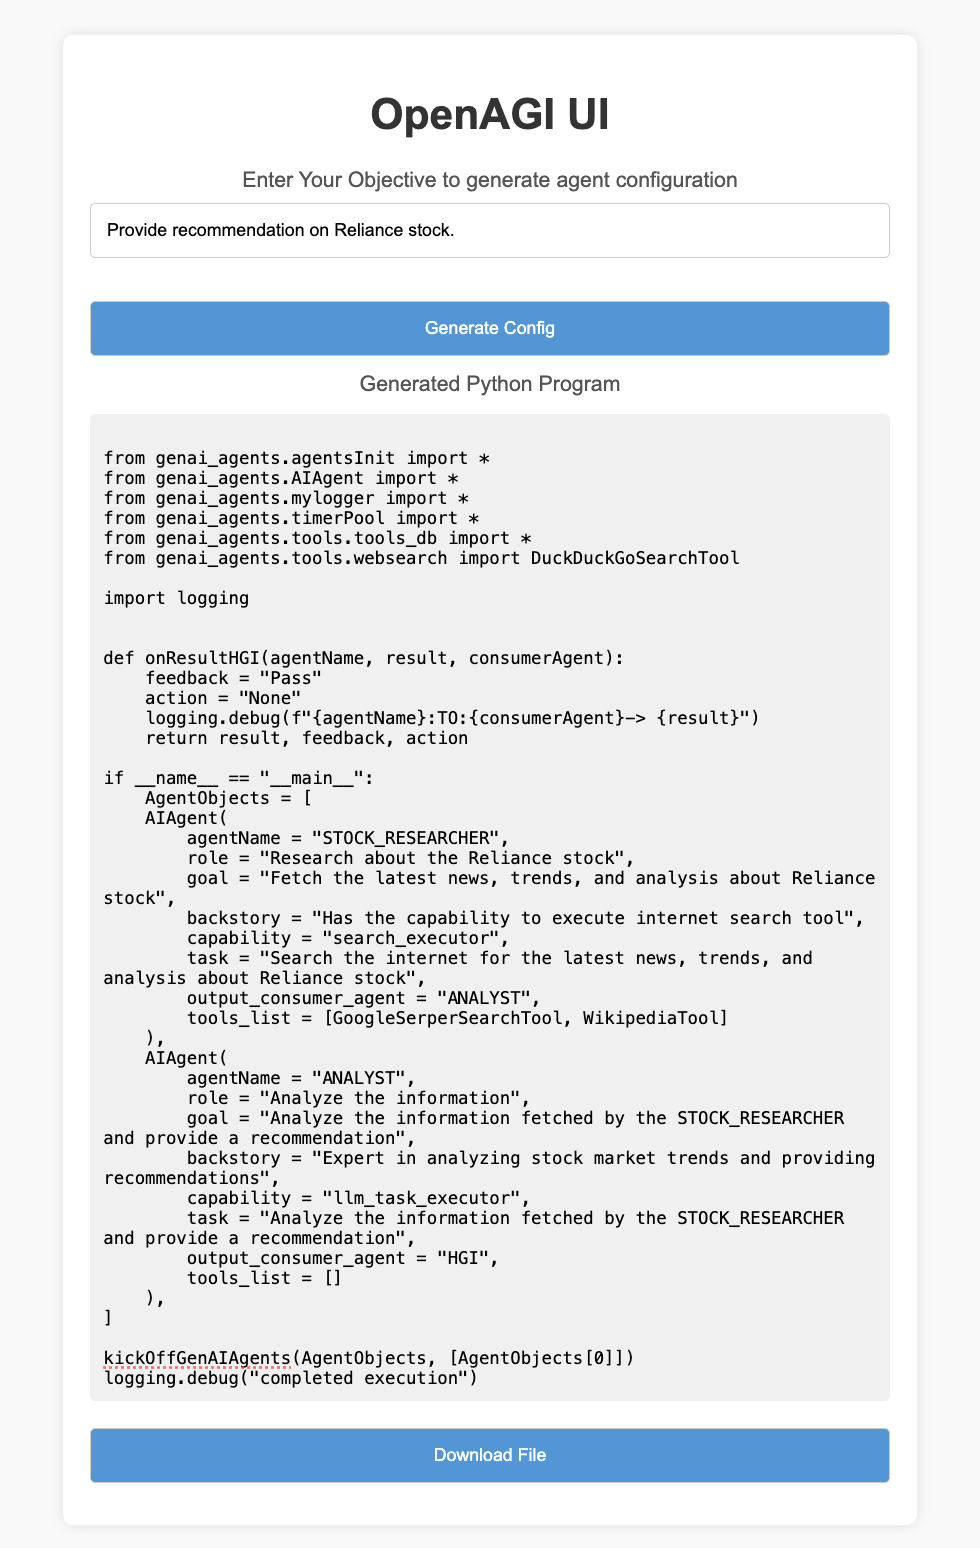 OpenAGI UI
Enter Your Objective to generate agent configuration
Provide recommendation on Reliance stock.
Generate Config
Generated Python Program
from genai_agents.agentsInit import *
from genai_agents.AIAgent import *
from genai_agents.mylogger import *
from genai_agents.timerPool import *
from genai_agents.tools.tools_db import *
from genai_agents.tools.websearch import DuckDuckGoSearchTool
import logging
def onResultHGI(agentName, result, consumerAgent):
    feedback = "Pass"
    action = "None"
    logging.debug(f"{agentName}:TO:{consumerAgent}-> {result}")
    return result, feedback, action
if __name__ == "__main__":
    AgentObjects = [
    AIAgent(
        agentName = "STOCK_RESEARCHER",
        role = "Research about the Reliance stock",
        goal = "Fetch the latest news, trends, and analysis about Reliance
stock",
        backstory = "Has the capability to execute internet search tool",
        capability = "search_executor",
        task = "Search the internet for the latest news, trends, and
analysis about Reliance stock",
        output_consumer_agent = "ANALYST",
        tools_list = [GoogleSerperSearchTool, WikipediaTool]
    ),
    AIAgent(
        agentName = "ANALYST",
        role = "Analyze the information",
        goal = "Analyze the information fetched by the STOCK_RESEARCHER
and provide a recommendation",
        backstory = "Expert in analyzing stock market trends and providing
recommendations",
        capability = "llm_task_executor",
        task = "Analyze the information fetched by the STOCK_RESEARCHER
and provide a recommendation",
        output_consumer_agent = "HGI",
        tools_list = []
    ),
]
kickOffGenAIAgents(AgentObjects, [AgentObjects[0]])
logging.debug("completed execution")
Download File